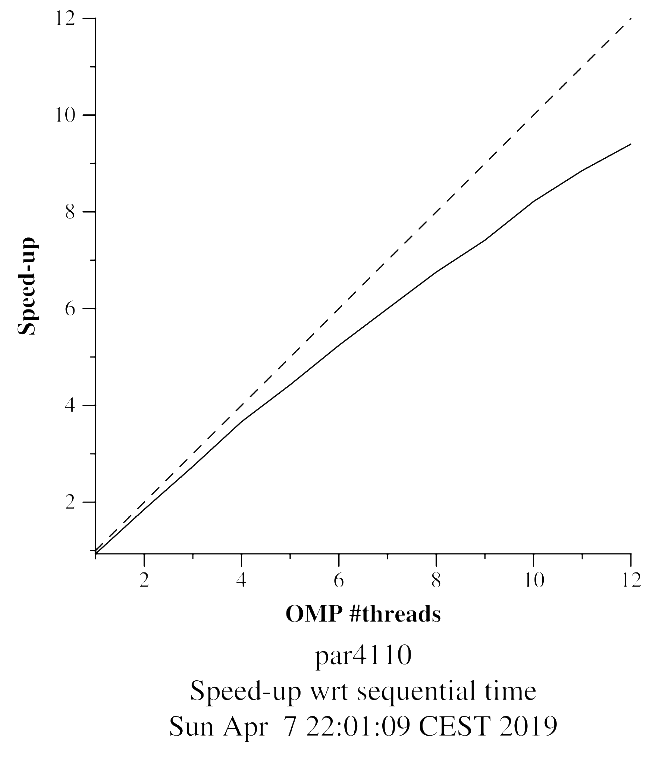 12
10
8
6
4
2
Speed-up
2 4 6 8 10 12
OMP #threads
par4110
Speed-up wrt sequential time
Sun Apr  7 22:01:09 CEST 2019